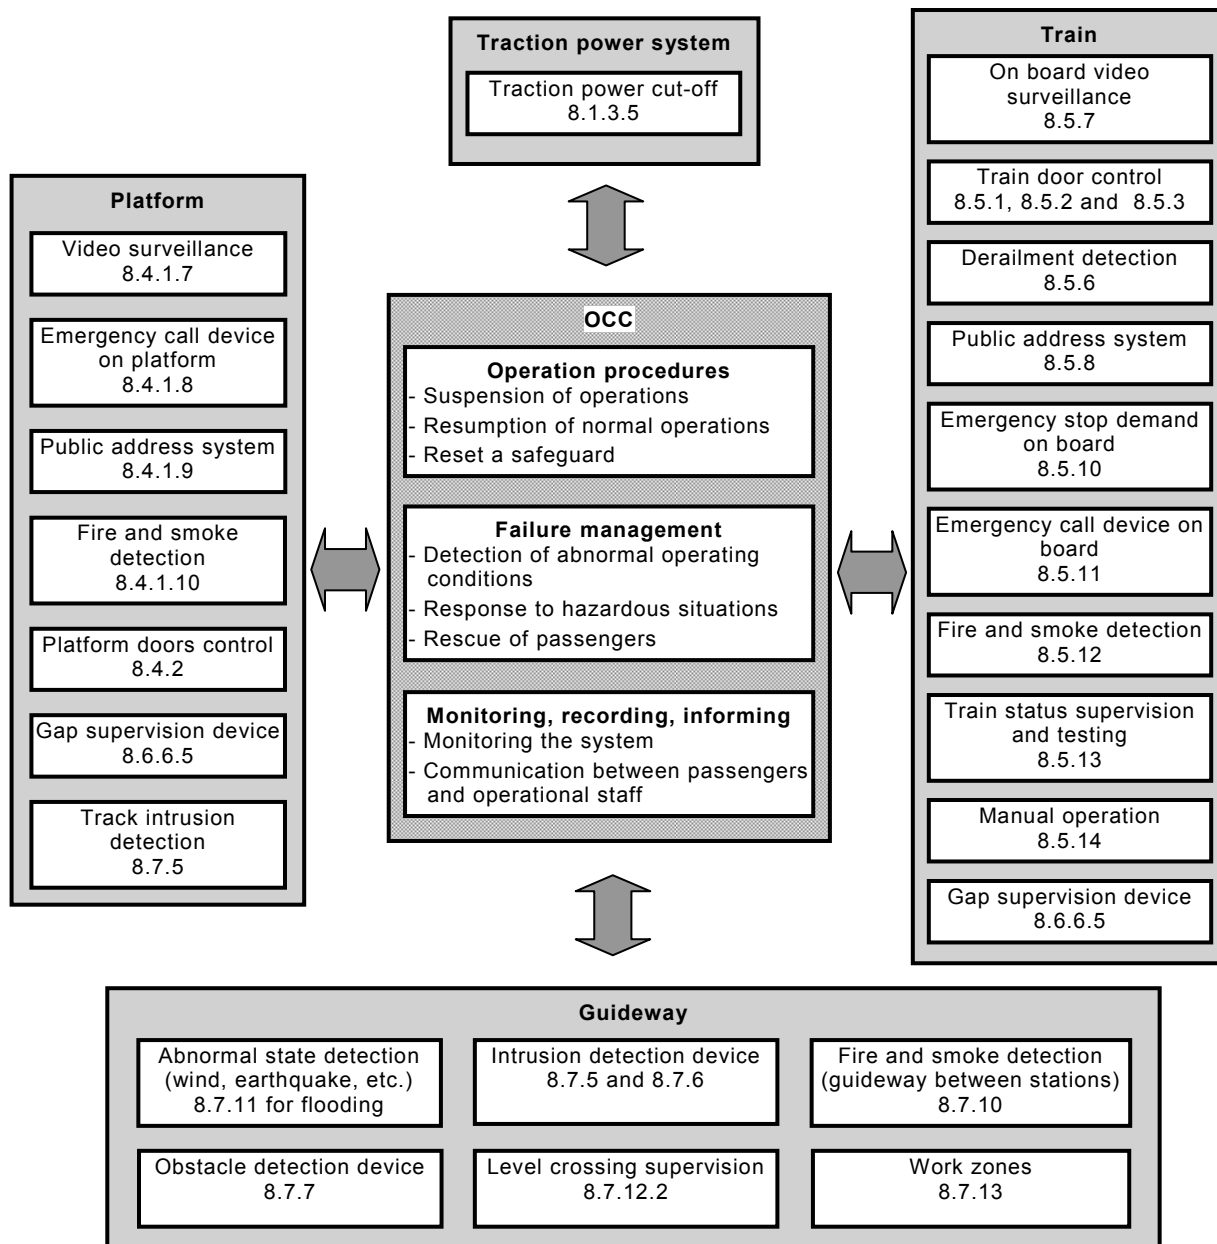 Traction power system
Traction power cut-off
8.1.3.5
Train
On board video
surveillance
8.5.7
Train door control
8.5.1, 8.5.2 and 8.5.3
Derailment detection
8.5.6
Public address system
8.5.8
Emergency stop demand
on board
8.5.10
Emergency call device on
board
8.5.11
Fire and smoke detection
8.5.12
Train status supervision
and testing
8.5.13
Manual operation
8.5.14
Gap supervision device
8.6.6.5
Platform
Video surveillance
8.4.1.7
Emergency call device
on platform
8.4.1.8
Public address system
8.4.1.9
Fire and smoke
detection
8.4.1.10
Platform doors control
8.4.2
Gap supervision device
8.6.6.5
Track intrusion
detection
8.7.5
OCC
Operation procedures
- Suspension of operations
- Resumption of normal operations
- Reset a safeguard
Failure management
- Detection of abnormal operating
conditions
- Response to hazardous situations
- Rescue of passengers
Monitoring, recording, informing
- Monitoring the system
- Communication between passengers
and operational staff
Guideway
Abnormal state detection
(wind, earthquake, etc.)
8.7.11 for flooding
Intrusion detection device
8.7.5 and 8.7.6
Fire and smoke detection
(guideway between stations)
8.7.10
Obstacle detection device
8.7.7
Level crossing supervision
8.7.12.2
Work zones
8.7.13